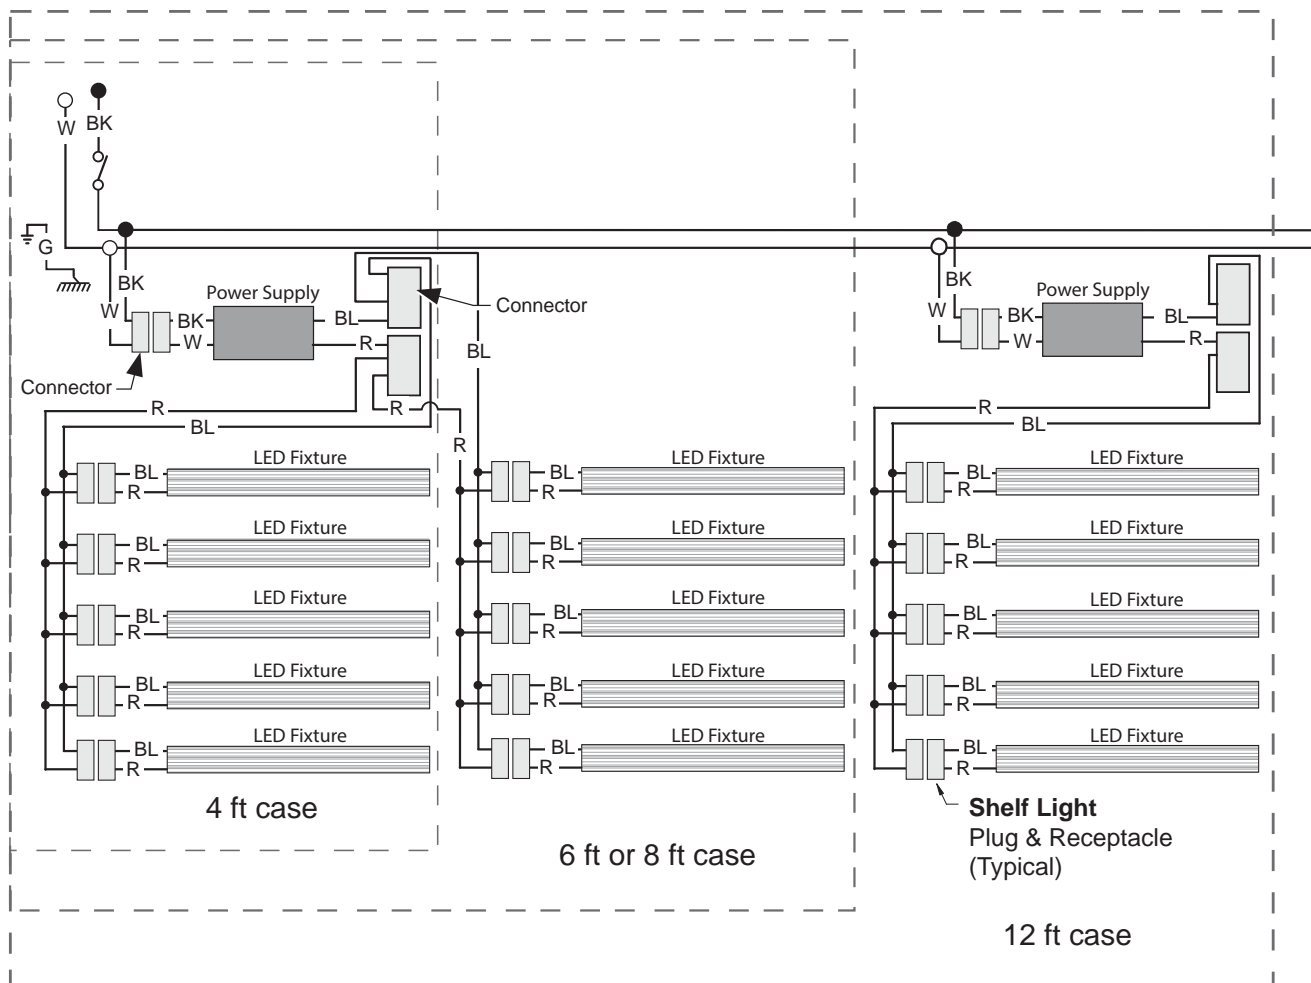 W
BK
G
BK
W
Power Supply
BK
W
BL
R
Connector
Connector
BL
R
R
BL
R
BK
W
Power Supply
BK
W
BL
R
R
BL
LED Fixture
BL
R
LED Fixture
BL
R
LED Fixture
BL
R
LED Fixture
BL
R
LED Fixture
BL
R
4 ft case
LED Fixture
BL
R
LED Fixture
BL
R
LED Fixture
BL
R
LED Fixture
BL
R
LED Fixture
BL
R
6 ft or 8 ft case
LED Fixture
BL
R
LED Fixture
BL
R
LED Fixture
BL
R
LED Fixture
BL
R
LED Fixture
BL
R
Shelf Light
Plug & Receptacle
(Typical)
12 ft case